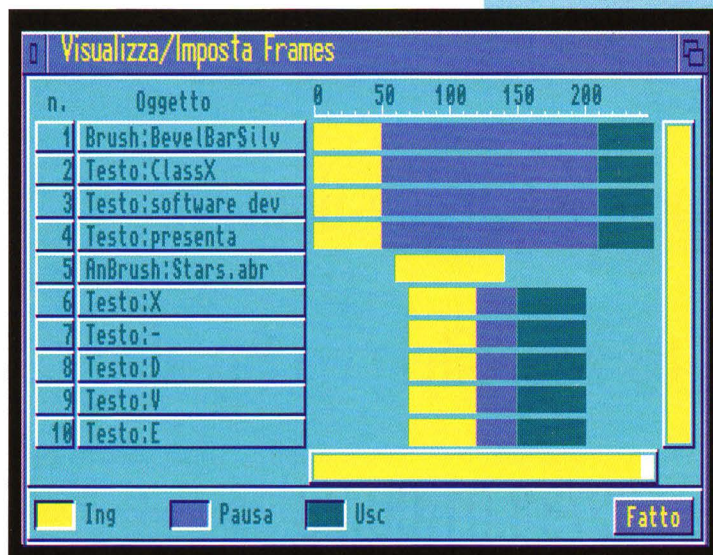 Visualizza/Imposta Frames
n. Oggetto 0 50 100 150 200
1 Brush:BevelBarSilv
2 Testo:ClassX
3 Testo:software dev
4 Testo:presenta
5 AnBrush:Stars.abr
6 Testo:X
7 Testo:-
8 Testo:D
9 Testo:V
10 Testo:E
Ing Pausa Usc Fatto